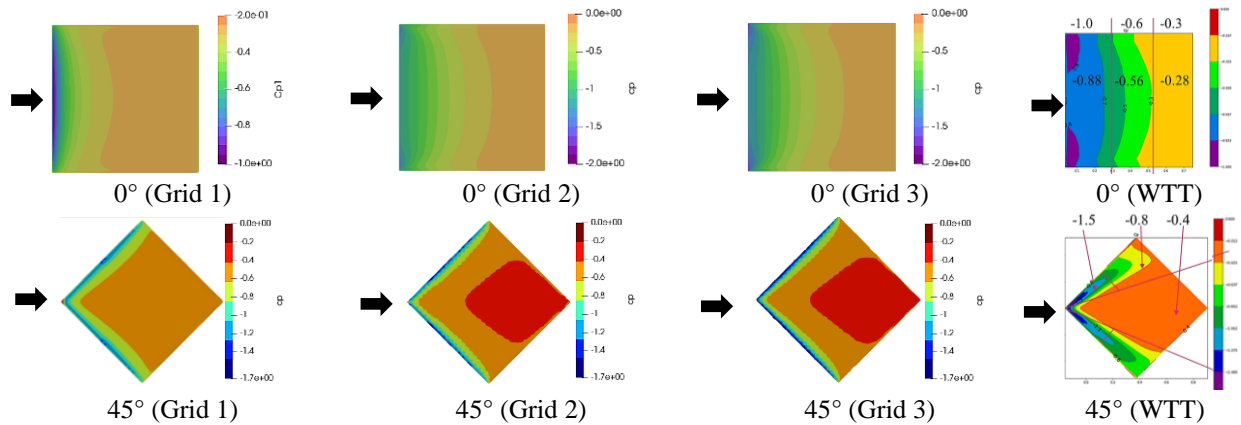 2.0e-01
-0.4
-0.6
-0.8
-1.0e+00
Cp1
0.0e+00
-0.5
-1
-1.5
-2.0e+00
cp
0.0e+00
-0.5
-1
-1.5
-2.0e+00
cp
-1.0 -0.6 -0.3
-0.88 -0.56 -0.28
0° (Grid 1) 0° (Grid 2) 0° (Grid 3) 0° (WTT)
0.0e+00
-0.2
-0.4
-0.6
-0.8
-1
-1.2
-1.4
-1.7e+00
cp
0.0e+00
-0.2
-0.4
-0.6
-0.8
-1
-1.2
-1.4
-1.7e+00
cp
0.0e+00
-0.2
-0.4
-0.6
-0.8
-1
-1.2
-1.4
-1.7e+00
cp
-1.5 -0.8 -0.4
45° (Grid 1) 45° (Grid 2) 45° (Grid 3) 45° (WTT)